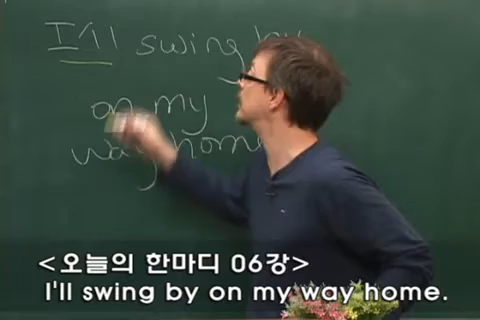 I'll swing by
on my
way home
<오늘의 한마디 06강>
I'll swing by on my way home.